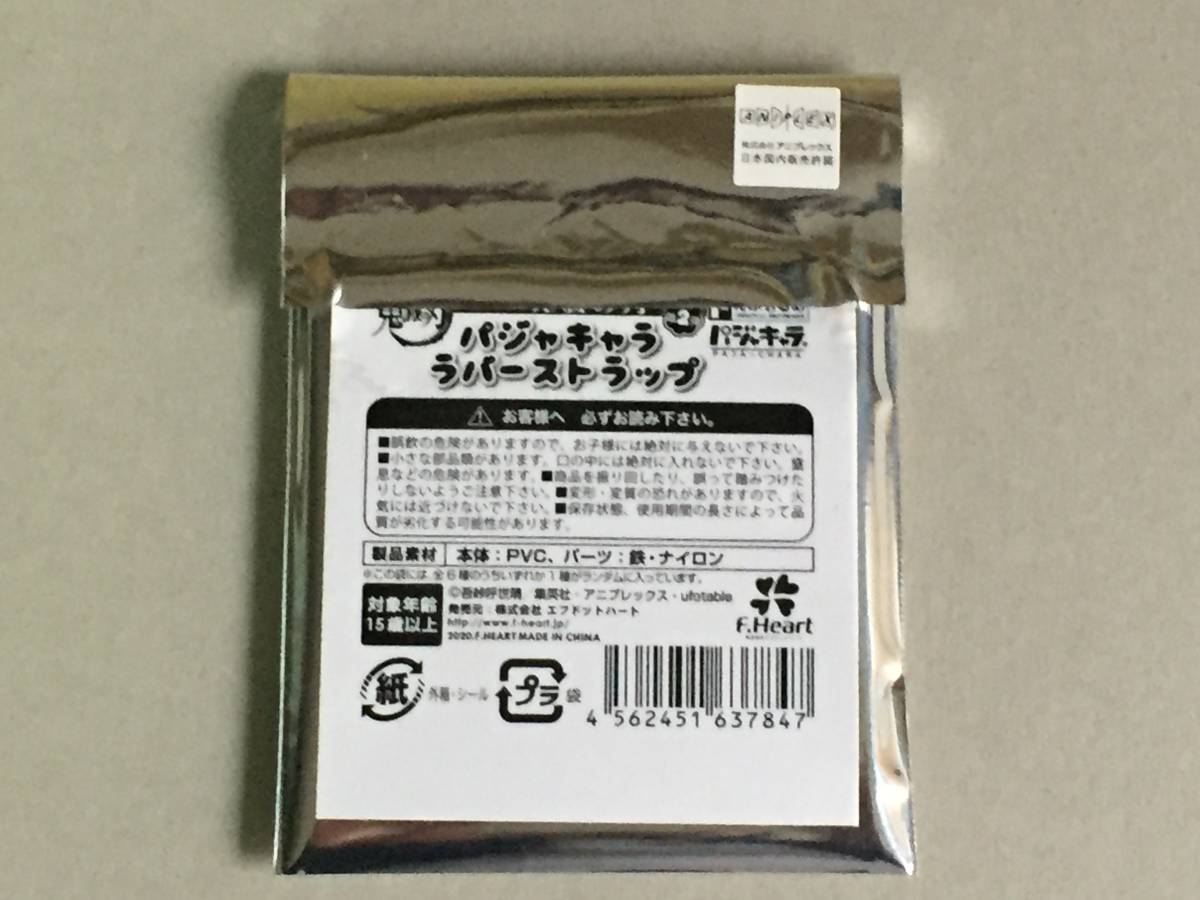 ANIPLEX
株式会社アニプレックス
日本国内販売許諾
パジャキャラ
ラバーストラップ
パジャキャラ
PAJA・CHARA
お客様へ 必ずお読み下さい。
■誤飲の危険がありますので、お子様には絶対に与えないで下さい。
■小さな部品類があります。口の中には絶対に入れないで下さい。窒
息などの危険があります。■商品を振り回したり、誤って踏みつけた
りしないようご注意下さい。■変形・変質の恐れがありますので、火
気には近づけないで下さい。■保存状態、使用期間の長さによって品
質が劣化する可能性があります。
製品素材 本体：PVC、パーツ：鉄・ナイロン
※この袋には 全6種のうちいずれか1種がランダムに入っています。
対象年齢
15歳以上
©吾峠呼世晴 集英社・アニプレックス・ufotable
発売元：株式会社 エフドットハート
http://www.f-heart.jp/
2020.F.HEART MADE IN CHINA
F.Heart
紙 外箱・シール プラ 袋
4 562451 637847